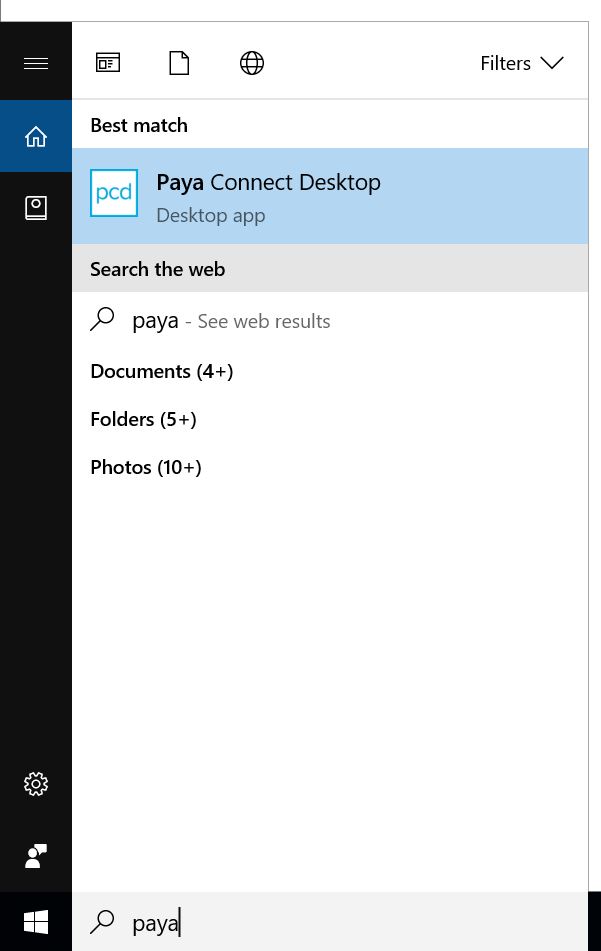 Filters
Best match
pcd
Paya Connect Desktop
Desktop app
Search the web
paya - See web results
Documents (4+)
Folders (5+)
Photos (10+)
paya